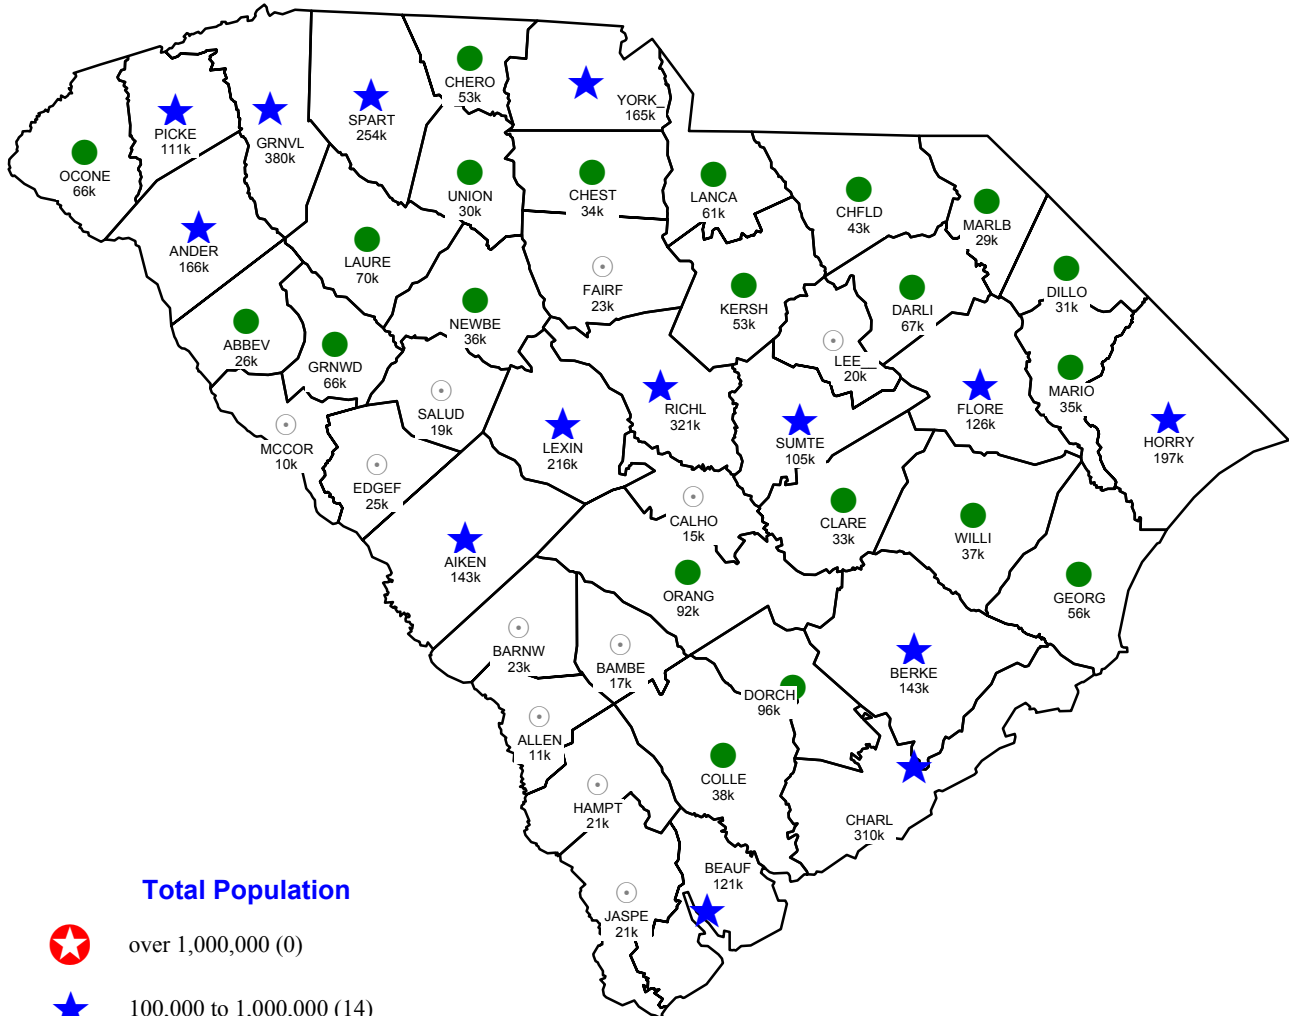 CHERO
53k
YORK_
165k
SPART
254k
PICKE
111k
GRNVL
380k
OCONE
66k
UNION
30k
CHEST
34k
LANCA
61k
CHFLD
43k
MARLB
29k
ANDER
166k
LAURE
70k
FAIRF
23k
KERSH
53k
DARLI
67k
DILLO
31k
NEWBE
36k
ABBEV
26k
GRNWD
66k
LEE__
20k
MARIO
35k
SALUD
19k
RICHL
321k
FLORE
126k
HORRY
197k
MCCOR
10k
LEXIN
216k
SUMTE
105k
EDGEF
25k
CALHO
15k
CLARE
33k
WILLI
37k
AIKEN
143k
ORANG
92k
GEORG
56k
BARNW
23k
BAMBE
17k
BERKE
143k
DORCH
96k
ALLEN
11k
COLLE
38k
HAMPT
21k
CHARL
310k
BEAUF
121k
JASPE
21k
Total Population
over 1,000,000 (0)
100,000 to 1,000,000 (14)